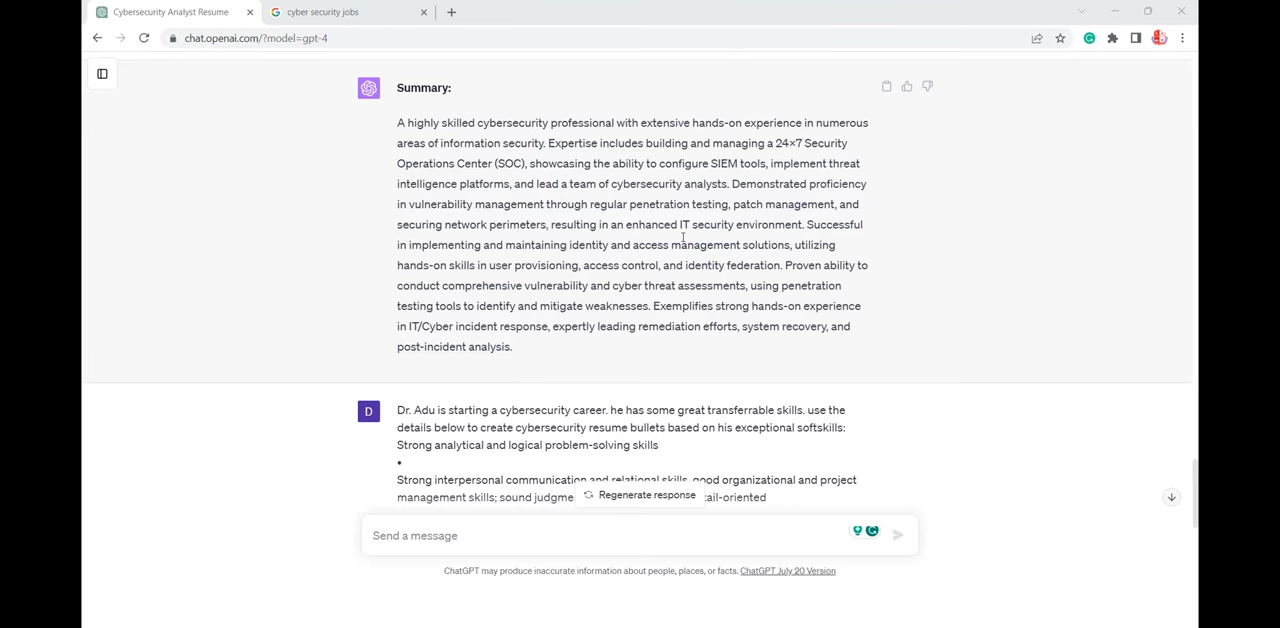 Cybersecurity Analyst Resume
cyber security jobs
chat.openai.com/?model=gpt-4
Summary:
A highly skilled cybersecurity professional with extensive hands-on experience in numerous
areas of information security. Expertise includes building and managing a 24×7 Security
Operations Center (SOC), showcasing the ability to configure SIEM tools, implement threat
intelligence platforms, and lead a team of cybersecurity analysts. Demonstrated proficiency
in vulnerability management through regular penetration testing, patch management, and
securing network perimeters, resulting in an enhanced IT security environment. Successful
in implementing and maintaining identity and access management solutions, utilizing
hands-on skills in user provisioning, access control, and identity federation. Proven ability to
conduct comprehensive vulnerability and cyber threat assessments, using penetration
testing tools to identify and mitigate weaknesses. Exemplifies strong hands-on experience
in IT/Cyber incident response, expertly leading remediation efforts, system recovery, and
post-incident analysis.
D
Dr. Adu is starting a cybersecurity career. he has some great transferrable skills. use the
details below to create cybersecurity resume bullets based on his exceptional softskills:
Strong analytical and logical problem-solving skills
•
Strong interpersonal communication and relational skills, good organizational and project
management skills; sound
Regenerate response
Send a message
ChatGPT may produce inaccurate information about people, places, or facts. ChatGPT July 20 Version